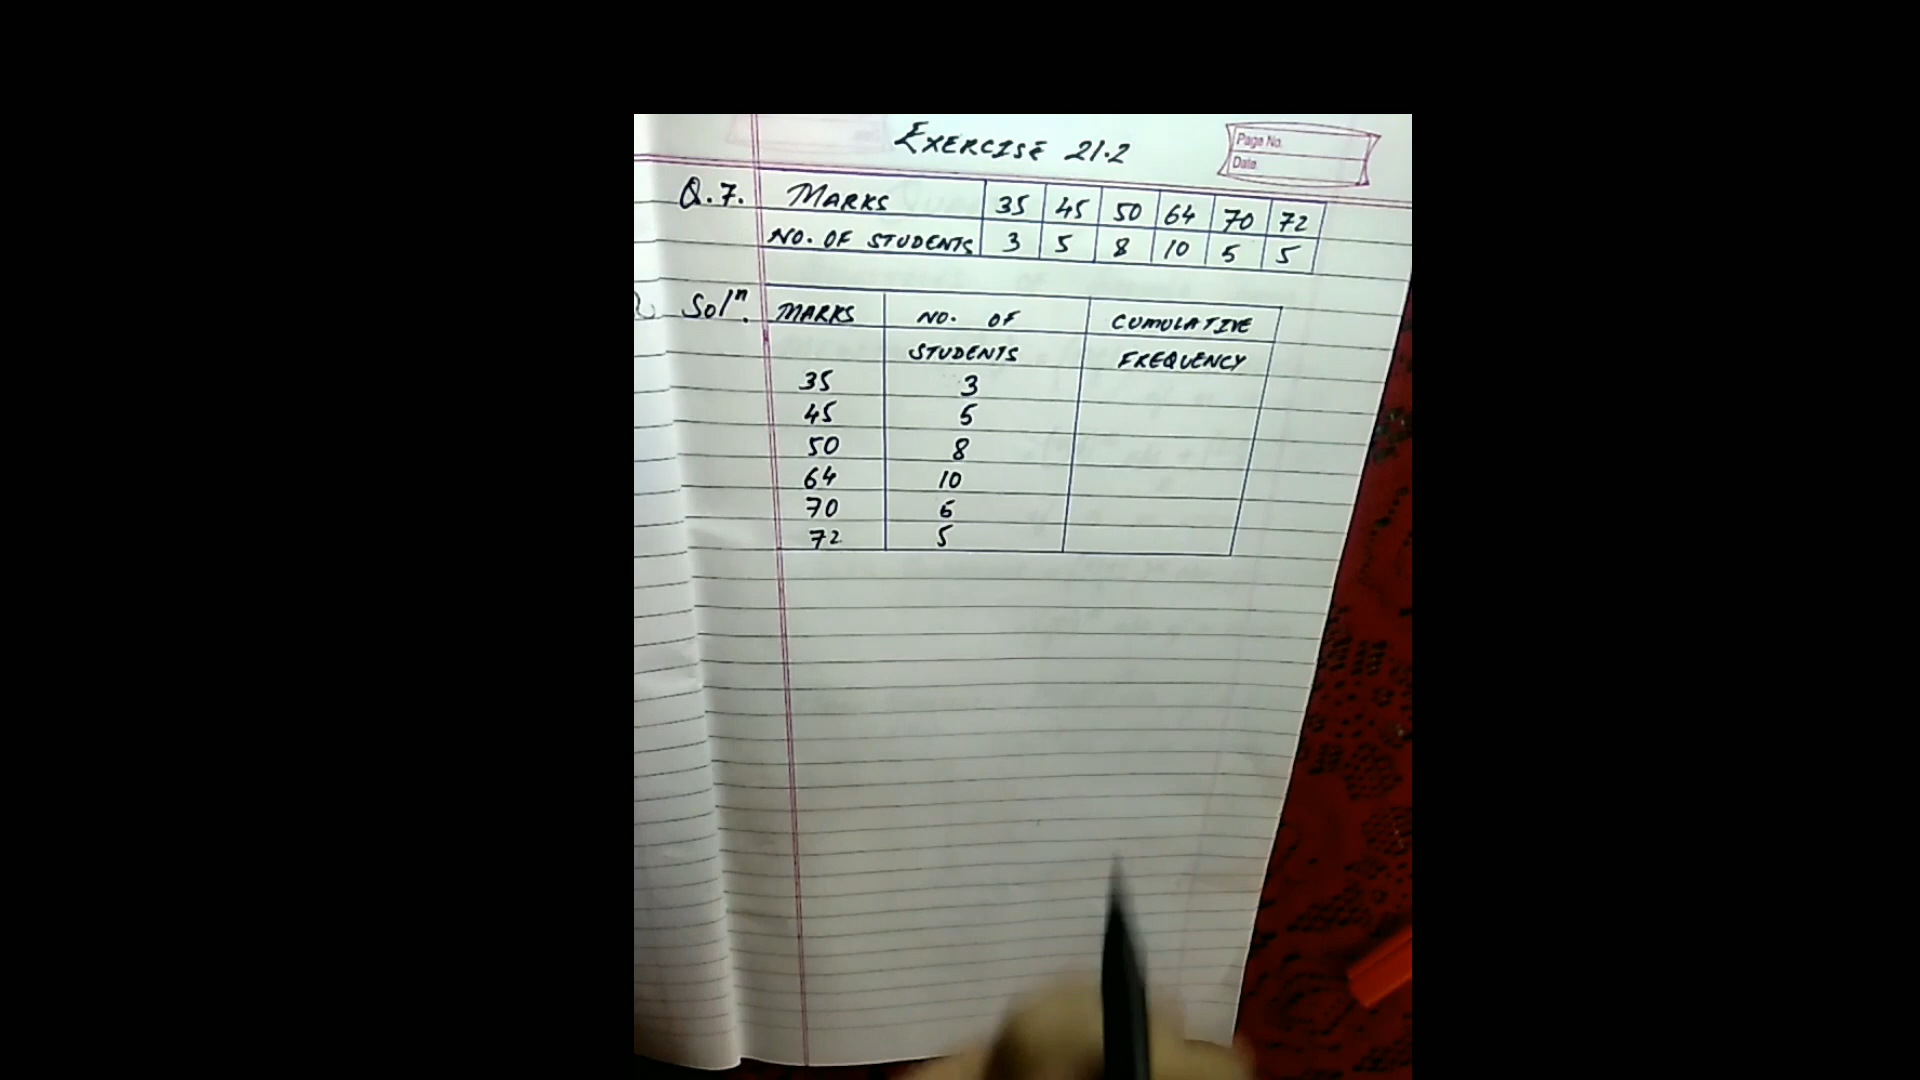 EXERCISE 21.2
Page No.
Date
Q.7. MARKS 35 45 50 64 70 72
NO. OF STUDENTS 3 5 8 10 5 5
Solⁿ. MARKS NO. OF CUMULATIVE
STUDENTS FREQUENCY
35 3
45 5
50 8
64 10
70 6
72 5